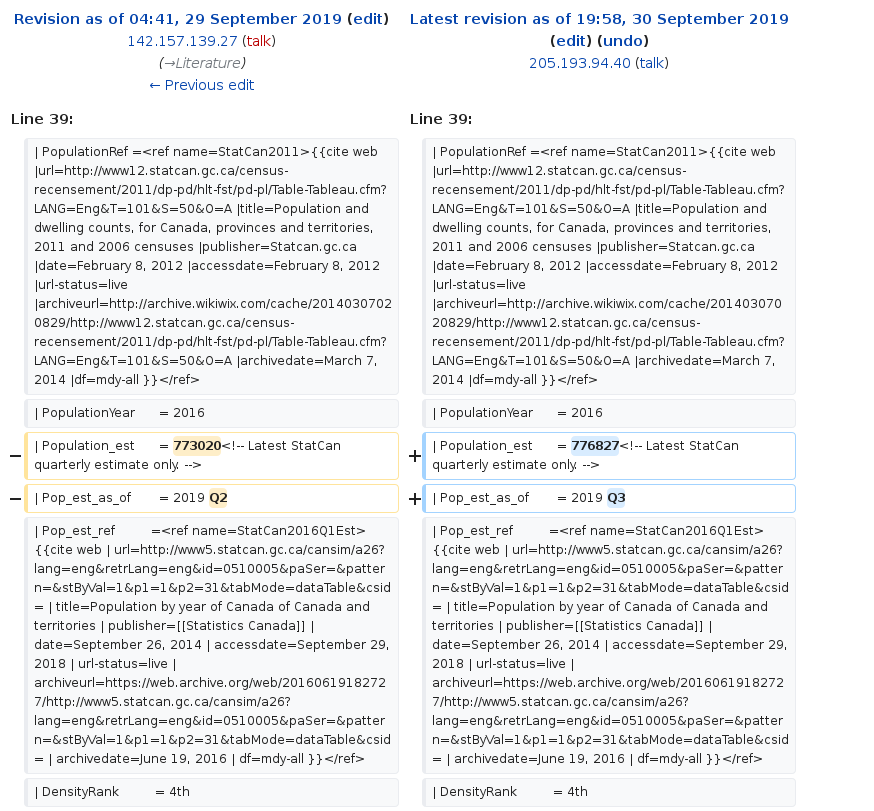 Revision as of 04:41, 29 September 2019 (edit)
142.157.139.27 (talk)
(→Literature)
← Previous edit
Latest revision as of 19:58, 30 September 2019
(edit) (undo)
205.193.94.40 (talk)
Line 39:
Line 39:
| PopulationRef =<ref name=StatCan2011>{{cite web
|url=http://www12.statcan.gc.ca/census-
recensement/2011/dp-pd/hlt-fst/pd-pl/Table-Tableau.cfm?
LANG=Eng&T=101&S=50&O=A |title=Population and
dwelling counts, for Canada, provinces and territories,
2011 and 2006 censuses |publisher=Statcan.gc.ca
|date=February 8, 2012 |accessdate=February 8, 2012
|url-status=live
|archiveurl=http://archive.wikiwix.com/cache/2014030702
0829/http://www12.statcan.gc.ca/census-
recensement/2011/dp-pd/hlt-fst/pd-pl/Table-Tableau.cfm?
LANG=Eng&T=101&S=50&O=A |archivedate=March 7,
2014 |df=mdy-all }}</ref>
| PopulationRef =<ref name=StatCan2011>{{cite web
|url=http://www12.statcan.gc.ca/census-
recensement/2011/dp-pd/hlt-fst/pd-pl/Table-Tableau.cfm?
LANG=Eng&T=101&S=50&O=A |title=Population and
dwelling counts, for Canada, provinces and territories,
2011 and 2006 censuses |publisher=Statcan.gc.ca
|date=February 8, 2012 |accessdate=February 8, 2012
|url-status=live
|archiveurl=http://archive.wikiwix.com/cache/201403070
20829/http://www12.statcan.gc.ca/census-
recensement/2011/dp-pd/hlt-fst/pd-pl/Table-Tableau.cfm?
LANG=Eng&T=101&S=50&O=A |archivedate=March 7,
2014 |df=mdy-all }}</ref>
| PopulationYear = 2016
| PopulationYear = 2016
− | Population_est = 773020<!-- Latest StatCan
quarterly estimate only. -->
+ | Population_est = 776827<!-- Latest StatCan
quarterly estimate only. -->
− | Pop_est_as_of = 2019 Q2
+ | Pop_est_as_of = 2019 Q3
| Pop_est_ref =<ref name=StatCan2016Q1Est>
{{cite web | url=http://www5.statcan.gc.ca/cansim/a26?
lang=eng&retrLang=eng&id=0510005&paSer=&patter
n=&stByVal=1&p1=1&p2=31&tabMode=dataTable&csid
= | title=Population by year of Canada of Canada and
territories | publisher=[[Statistics Canada]] |
date=September 26, 2014 | accessdate=September 29,
2018 | url-status=live |
archiveurl=https://web.archive.org/web/2016061918272
7/http://www5.statcan.gc.ca/cansim/a26?
lang=eng&retrLang=eng&id=0510005&paSer=&patter
n=&stByVal=1&p1=1&p2=31&tabMode=dataTable&csid
= | archivedate=June 19, 2016 | df=mdy-all }}</ref>
| Pop_est_ref =<ref name=StatCan2016Q1Est>
{{cite web | url=http://www5.statcan.gc.ca/cansim/a26?
lang=eng&retrLang=eng&id=0510005&paSer=&patter
n=&stByVal=1&p1=1&p2=31&tabMode=dataTable&csid
= | title=Population by year of Canada of Canada and
territories | publisher=[[Statistics Canada]] |
date=September 26, 2014 | accessdate=September 29,
2018 | url-status=live |
archiveurl=https://web.archive.org/web/2016061918272
7/http://www5.statcan.gc.ca/cansim/a26?
lang=eng&retrLang=eng&id=0510005&paSer=&patter
n=&stByVal=1&p1=1&p2=31&tabMode=dataTable&csid
= | archivedate=June 19, 2016 | df=mdy-all }}</ref>
| DensityRank = 4th
| DensityRank = 4th